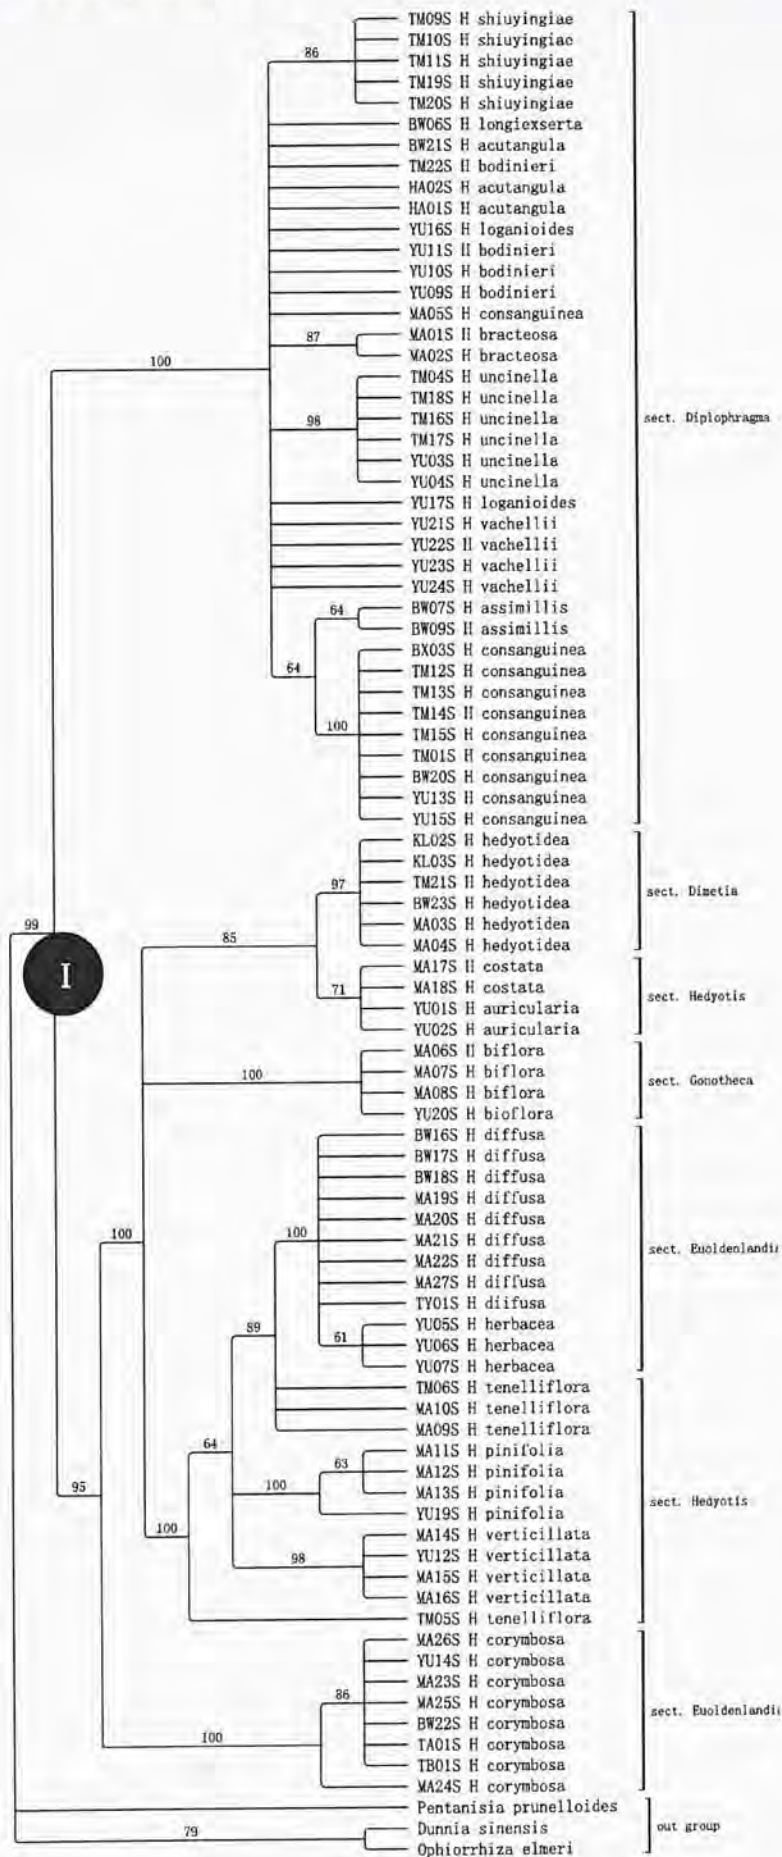 TM09S H shiuyingiae
TM10S H shiuyingiae
86
TM11S H shiuyingiae
TM19S H shiuyingiae
TM20S H shiuyingiae
BW06S H longiexserta
BW21S H acutangula
TM22S H bodinieri
HA02S H acutangula
HA01S H acutangula
YU16S H loganioides
YU11S H bodinieri
YU10S H bodinieri
YU09S H bodinieri
MA05S H consanguinea
MA01S H bracteosa
87
MA02S H bracteosa
100
TM04S H uncinella
TM18S H uncinella
98
TM16S H uncinella
sect. Diplophragma
TM17S H uncinella
YU03S H uncinella
YU04S H uncinella
YU17S H loganioides
YU21S H vachellii
YU22S H vachellii
YU23S H vachellii
YU24S H vachellii
64
BW07S H assimillis
BW09S H assimillis
BX03S H consanguinea
64
TM12S H consanguinea
TM13S H consanguinea
TM14S H consanguinea
100
TM15S H consanguinea
TM01S H consanguinea
BW20S H consanguinea
YU13S H consanguinea
YU15S H consanguinea
KL02S H hedyotidea
KL03S H hedyotidea
97
TM21S H hedyotidea
sect. Dimetia
BW23S H hedyotidea
99
MA03S H hedyotidea
85
MA04S H hedyotidea
I
MA17S H costata
71
MA18S H costata
sect. Hedyotis
YU01S H auricularia
YU02S H auricularia
MA06S H biflora
100
MA07S H biflora
sect. Gonotheca
MA08S H biflora
YU20S H bioflora
BW16S H diffusa
BW17S H diffusa
BW18S H diffusa
MA19S H diffusa
MA20S H diffusa
100
100
MA21S H diffusa
sect. Euoldenlandi
MA22S H diffusa
MA27S H diffusa
TY01S H diifusa
YU05S H herbacea
89
61
YU06S H herbacea
YU07S H herbacea
TM06S H tenelliflora
MA10S H tenelliflora
MA09S H tenelliflora
64
MA11S H pinifolia
63
MA12S H pinifolia
95
100
MA13S H pinifolia
sect. Hedyotis
YU19S H pinifolia
100
MA14S H verticillata
98
YU12S H verticillata
MA15S H verticillata
MA16S H verticillata
TM05S H tenelliflora
MA26S H corymbosa
YU14S H corymbosa
MA23S H corymbosa
86
MA25S H corymbosa
sect. Euoldenlandi
BW22S H corymbosa
100
TA01S H corymbosa
TB01S H corymbosa
MA24S H corymbosa
Pentanisia prunelloides
79
Dunnia sinensis
out group
Ophiorrhiza elmeri